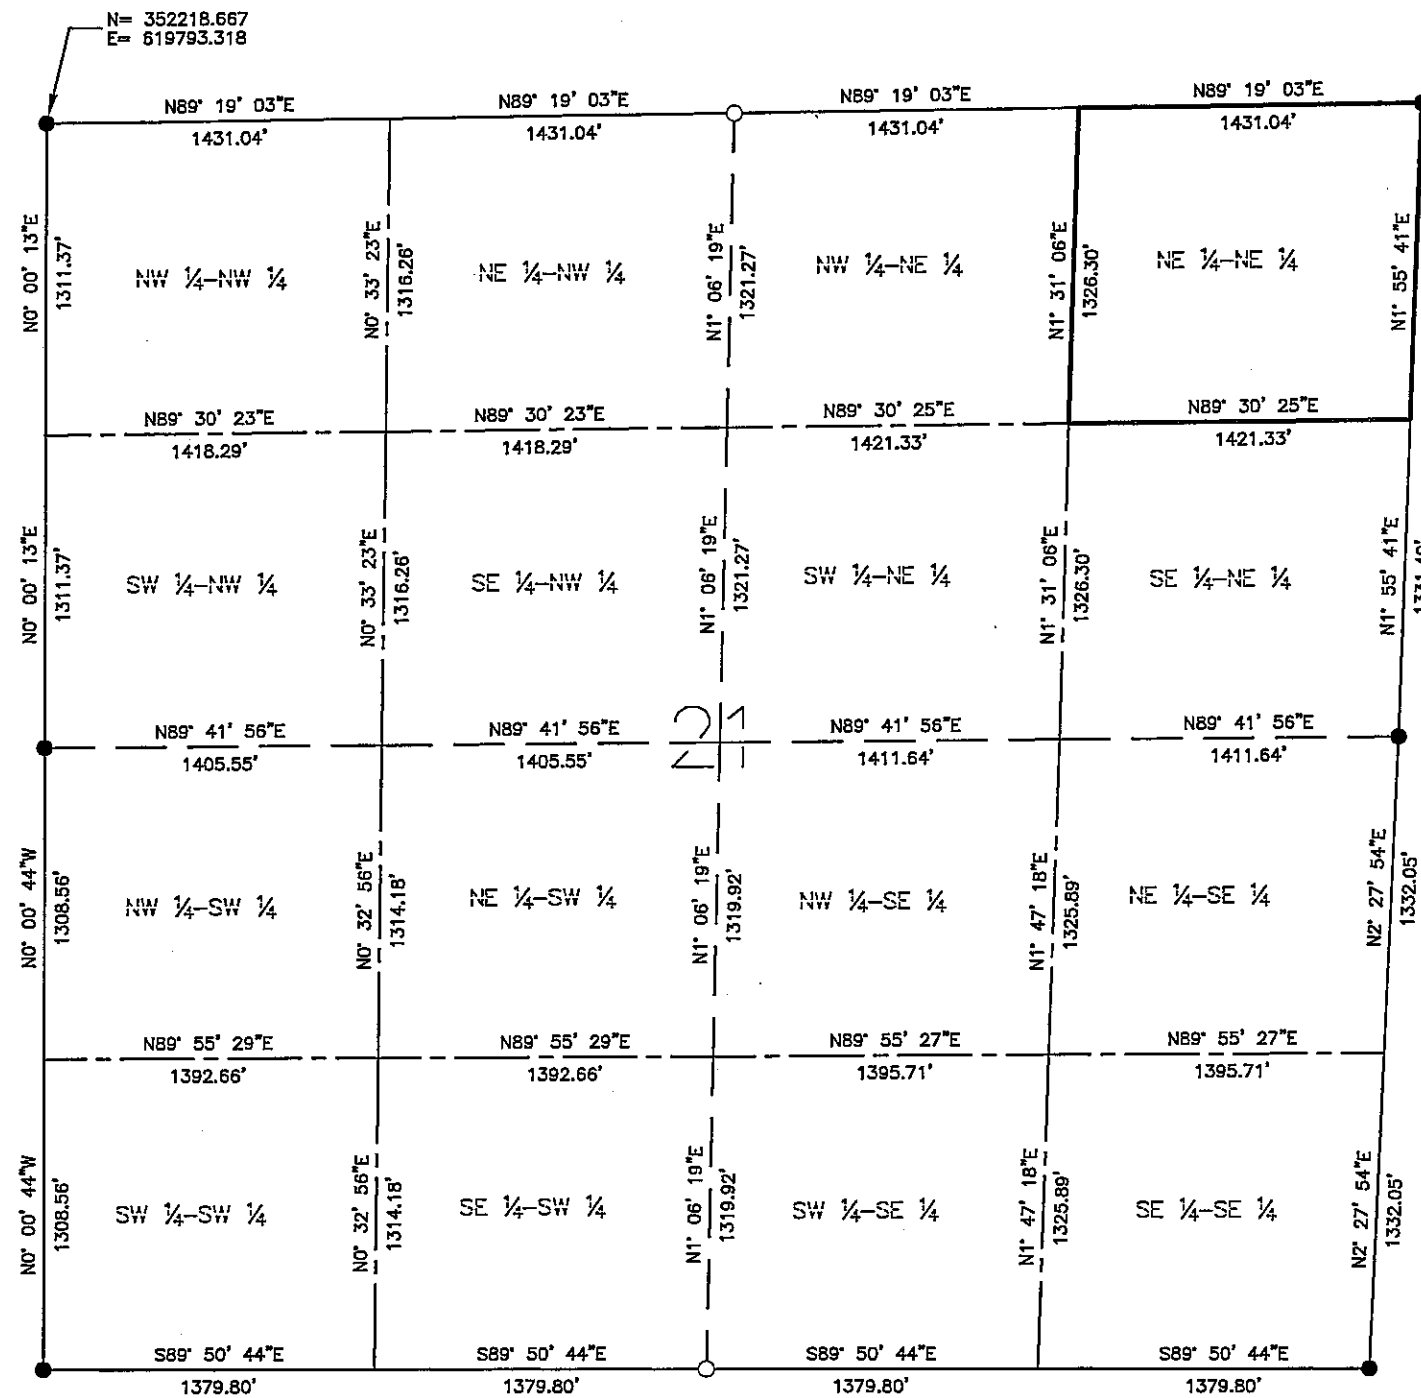 N= 352218.667
E= 619793.318
N89° 19' 03"E
1431.04'
N89° 19' 03"E
1431.04'
N89° 19' 03"E
1431.04'
N89° 19' 03"E
1431.04'
N0° 00' 13"E
1311.37'
NW ¼-NW ¼
N0° 33' 23"E
1316.26'
NE ¼-NW ¼
N1° 06' 19"E
1321.27'
NW ¼-NE ¼
N1° 31' 06"E
1326.30'
NE ¼-NE ¼
N1° 55' 41"E
N89° 30' 23"E
1418.29'
N89° 30' 23"E
1418.29'
N89° 30' 25"E
1421.33'
N89° 30' 25"E
1421.33'
N0° 00' 13"E
1311.37'
SW ¼-NW ¼
N0° 33' 23"E
1316.26'
SE ¼-NW ¼
N1° 06' 19"E
1321.27'
SW ¼-NE ¼
N1° 31' 06"E
1326.30'
SE ¼-NE ¼
N1° 55' 41"E
N89° 41' 56"E
1405.55'
N89° 41' 56"E
1405.55'
21
N89° 41' 56"E
1411.64'
N89° 41' 56"E
1411.64'
N0° 00' 44"W
1308.56'
NW ¼-SW ¼
N0° 32' 56"E
1314.18'
NE ¼-SW ¼
N1° 06' 19"E
1319.92'
NW ¼-SE ¼
N1° 47' 18"E
1325.89'
NE ¼-SE ¼
N2° 27' 54"E
1332.05'
N89° 55' 29"E
1392.66'
N89° 55' 29"E
1392.66'
N89° 55' 27"E
1395.71'
N89° 55' 27"E
1395.71'
N0° 00' 44"W
1308.56'
SW ¼-SW ¼
N0° 32' 56"E
1314.18'
SE ¼-SW ¼
N1° 06' 19"E
1319.92'
SW ¼-SE ¼
N1° 47' 18"E
1325.89'
SE ¼-SE ¼
N2° 27' 54"E
1332.05'
S89° 50' 44"E
1379.80'
S89° 50' 44"E
1379.80'
S89° 50' 44"E
1379.80'
S89° 50' 44"E
1379.80'